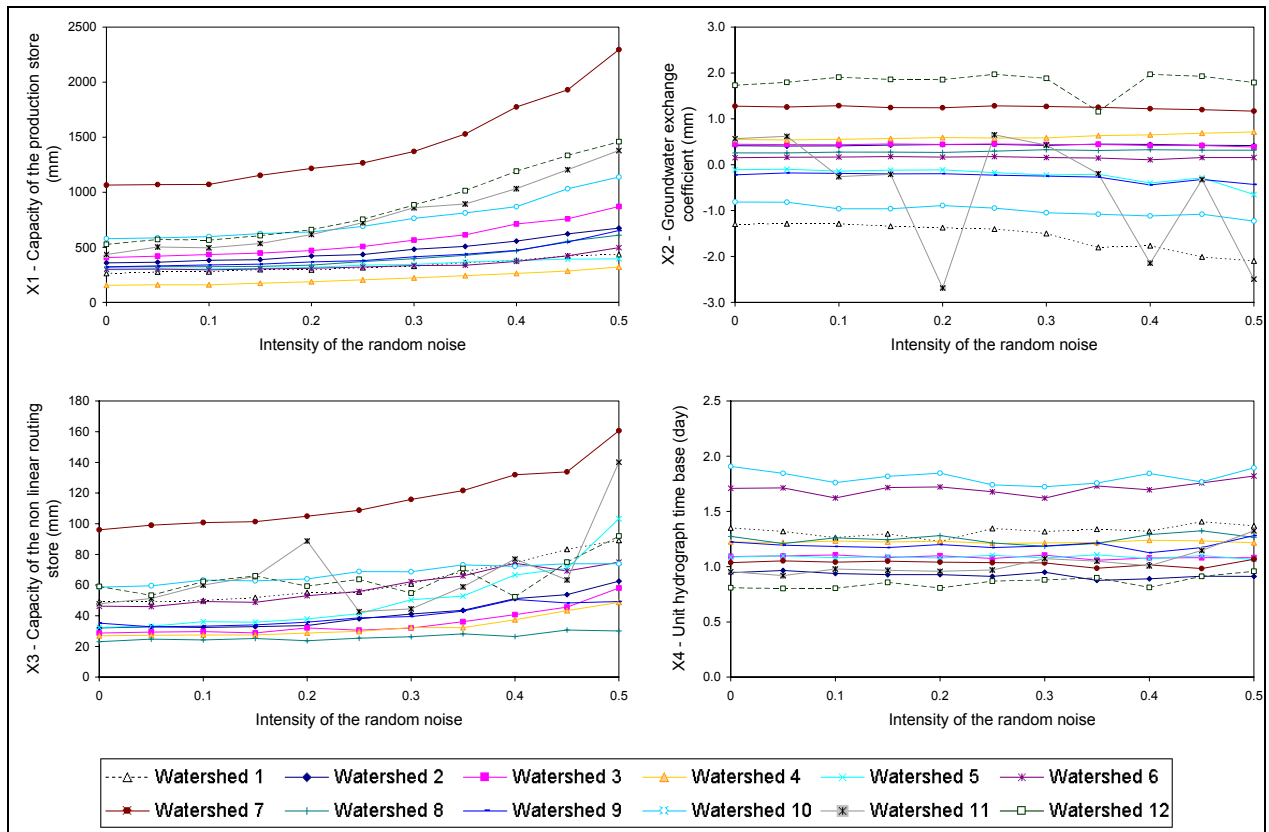 X1 - Capacity of the production store
(mm)
2500
2000
1500
1000
500
0
0
0.1
0.2
0.3
0.4
0.5
Intensity of the random noise
X2 - Groundwater exchange
coefficient (mm)
3.0
2.0
1.0
0.0
-1.0
-2.0
-3.0
0
0.1
0.2
0.3
0.4
0.5
Intensity of the random noise
X3 - Capacity of the non linear routing
store (mm)
180
160
140
120
100
80
60
40
20
0
0
0.1
0.2
0.3
0.4
0.5
Intensity of the random noise
X4 - Unit hydrograph time base (day)
2.5
2.0
1.5
1.0
0.5
0.0
0
0.1
0.2
0.3
0.4
0.5
Intensity of the random noise
Watershed 1
Watershed 2
Watershed 3
Watershed 4
Watershed 5
Watershed 6
Watershed 7
Watershed 8
Watershed 9
Watershed 10
Watershed 11
Watershed 12